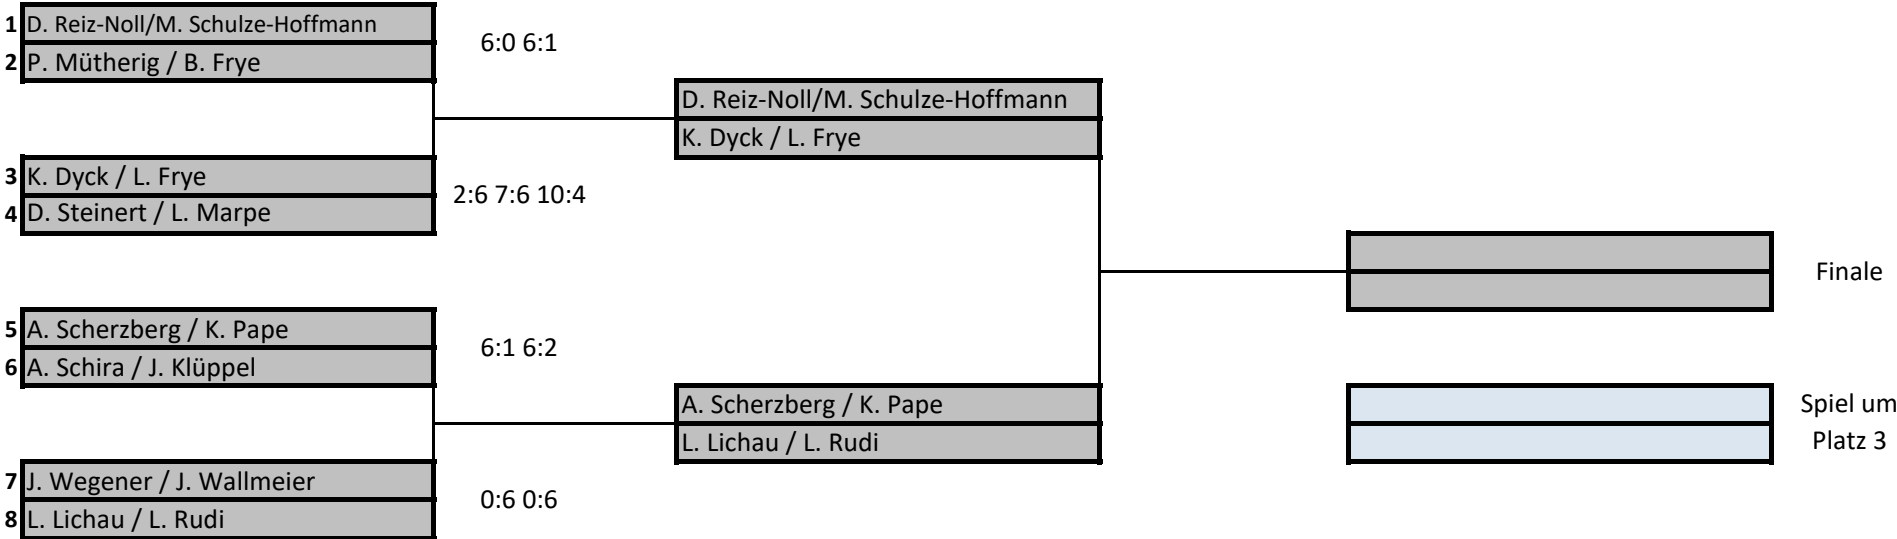 1 D. Reiz-Noll/M. Schulze-Hoffmann
6:0 6:1
2 P. Mütherig / B. Frye
D. Reiz-Noll/M. Schulze-Hoffmann
K. Dyck / L. Frye
3 K. Dyck / L. Frye
2:6 7:6 10:4
4 D. Steinert / L. Marpe
Finale
5 A. Scherzberg / K. Pape
6:1 6:2
6 A. Schira / J. Klüppel
A. Scherzberg / K. Pape
L. Lichau / L. Rudi
Spiel um
Platz 3
7 J. Wegener / J. Wallmeier
0:6 0:6
8 L. Lichau / L. Rudi